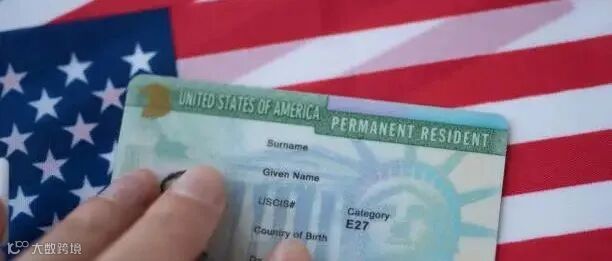 UNITED STATES OF AMERICA
PERMANENT RESIDENT
Surname
Given Name
USCIS#
Category
E27
Country of Birth
大数跨境